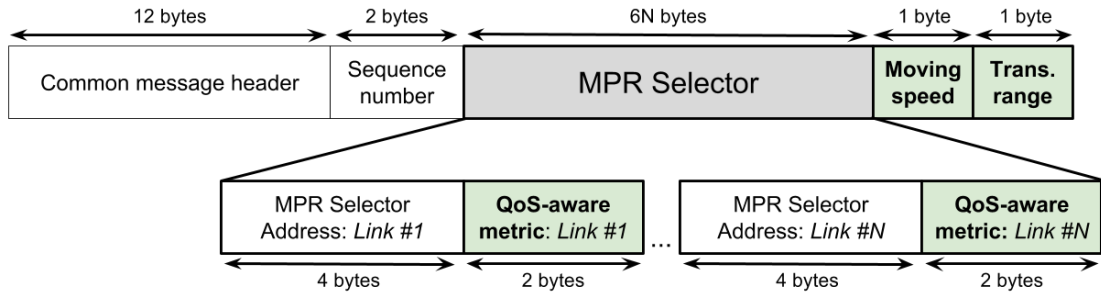 12 bytes
2 bytes
6N bytes
1 byte
1 byte
Common message header
Sequence
number
MPR Selector
Moving
speed
Trans.
range
MPR Selector
Address: Link #1
QoS-aware
metric: Link #1
...
MPR Selector
Address: Link #N
QoS-aware
metric: Link #N
4 bytes
2 bytes
4 bytes
2 bytes